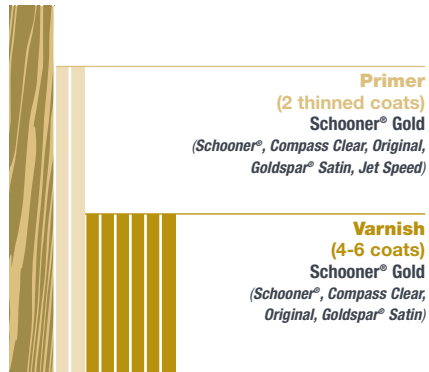 Primer
(2 thinned coats)
Schooner® Gold
(Schooner®, Compass Clear, Original,
Goldspar® Satin, Jet Speed)
Varnish
(4-6 coats)
Schooner® Gold
(Schooner®, Compass Clear,
Original, Goldspar® Satin)